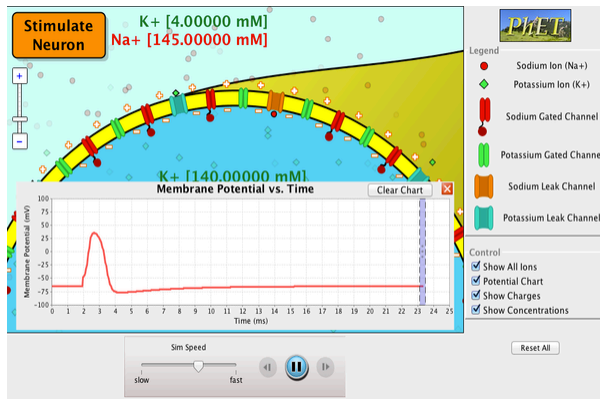 Stimulate
Neuron
K+ [4.00000 mM]
Na+ [145.00000 mM]
+
−
K+ [140.00000 mM]
Membrane Potential vs. Time
Clear Chart
Membrane Potential (mV)
100
75
50
25
0
-25
-50
-75
-100
0 1 2 3 4 5 6 7 8 9 10 11 12 13 14 15 16 17 18 19 20 21 22 23 24 25
Time (ms)
Sim Speed
slow
fast
PhET
Legend
Sodium Ion (Na+)
Potassium Ion (K+)
Sodium Gated Channel
Potassium Gated Channe
Sodium Leak Channel
Potassium Leak Channel
Control
Show All Ions
Potential Chart
Show Charges
Show Concentrations
Reset All